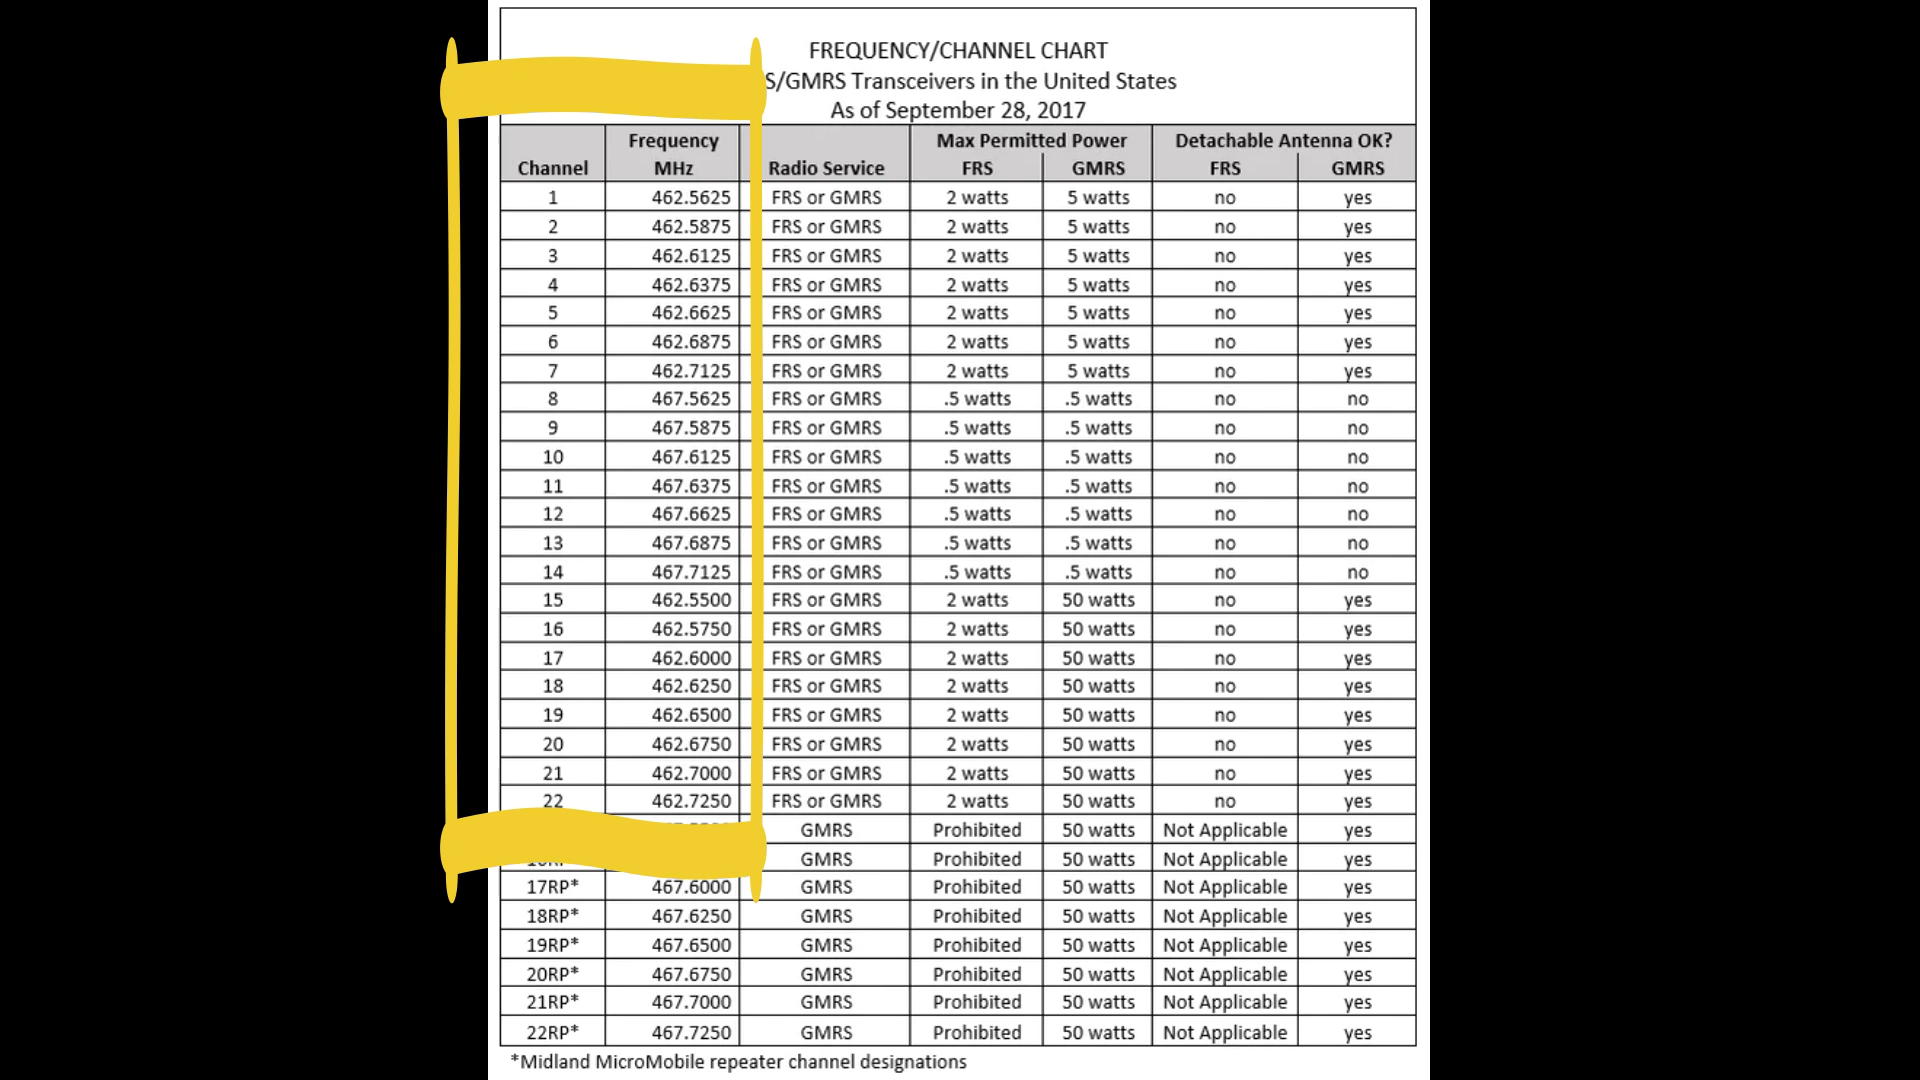 FREQUENCY/CHANNEL CHART
S/GMRS Transceivers in the United States
As of September 28, 2017
Frequency Max Permitted Power Detachable Antenna OK?
Channel MHz Radio Service FRS GMRS FRS GMRS
1 462.5625 FRS or GMRS 2 watts 5 watts no yes
2 462.5875 FRS or GMRS 2 watts 5 watts no yes
3 462.6125 FRS or GMRS 2 watts 5 watts no yes
4 462.6375 FRS or GMRS 2 watts 5 watts no yes
5 462.6625 FRS or GMRS 2 watts 5 watts no yes
6 462.6875 FRS or GMRS 2 watts 5 watts no yes
7 462.7125 FRS or GMRS 2 watts 5 watts no yes
8 467.5625 FRS or GMRS .5 watts .5 watts no no
9 467.5875 FRS or GMRS .5 watts .5 watts no no
10 467.6125 FRS or GMRS .5 watts .5 watts no no
11 467.6375 FRS or GMRS .5 watts .5 watts no no
12 467.6625 FRS or GMRS .5 watts .5 watts no no
13 467.6875 FRS or GMRS .5 watts .5 watts no no
14 467.7125 FRS or GMRS .5 watts .5 watts no no
15 462.5500 FRS or GMRS 2 watts 50 watts no yes
16 462.5750 FRS or GMRS 2 watts 50 watts no yes
17 462.6000 FRS or GMRS 2 watts 50 watts no yes
18 462.6250 FRS or GMRS 2 watts 50 watts no yes
19 462.6500 FRS or GMRS 2 watts 50 watts no yes
20 462.6750 FRS or GMRS 2 watts 50 watts no yes
21 462.7000 FRS or GMRS 2 watts 50 watts no yes
22 462.7250 FRS or GMRS 2 watts 50 watts no yes
GMRS Prohibited 50 watts Not Applicable yes
GMRS Prohibited 50 watts Not Applicable yes
17RP* 467.6000 GMRS Prohibited 50 watts Not Applicable yes
18RP* 467.6250 GMRS Prohibited 50 watts Not Applicable yes
19RP* 467.6500 GMRS Prohibited 50 watts Not Applicable yes
20RP* 467.6750 GMRS Prohibited 50 watts Not Applicable yes
21RP* 467.7000 GMRS Prohibited 50 watts Not Applicable yes
22RP* 467.7250 GMRS Prohibited 50 watts Not Applicable yes
*Midland MicroMobile repeater channel designations